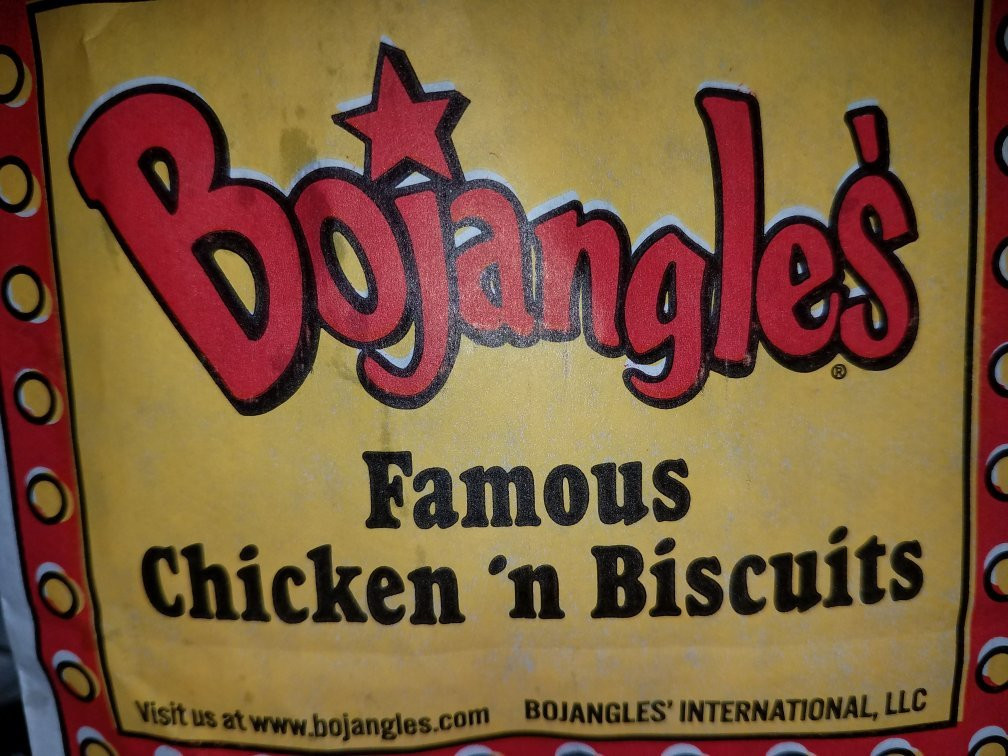 Bojangles'®
Famous
Chicken 'n Biscuits
Visit us at www.bojangles.com BOJANGLES' INTERNATIONAL, LLC